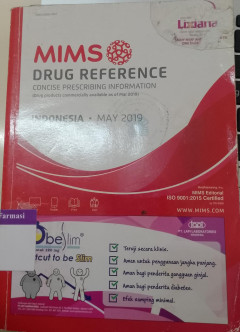 Lodana
MIMS
DRUG REFERENCE
CONCISE PRESCRIBING INFORMATION
INDONESIA • MAY 2019
MIMS Editorial
ISO 9001:2015 Certified
WWW.MIMS.COM
Farmasi
beSlim
tcut to be Slim
Teruji secara klinis.
Aman untuk penggunaan jangka panjang.
Aman bagi penderita gangguan ginjal.
Aman bagi penderita diabetes.
Efek samping minimal.